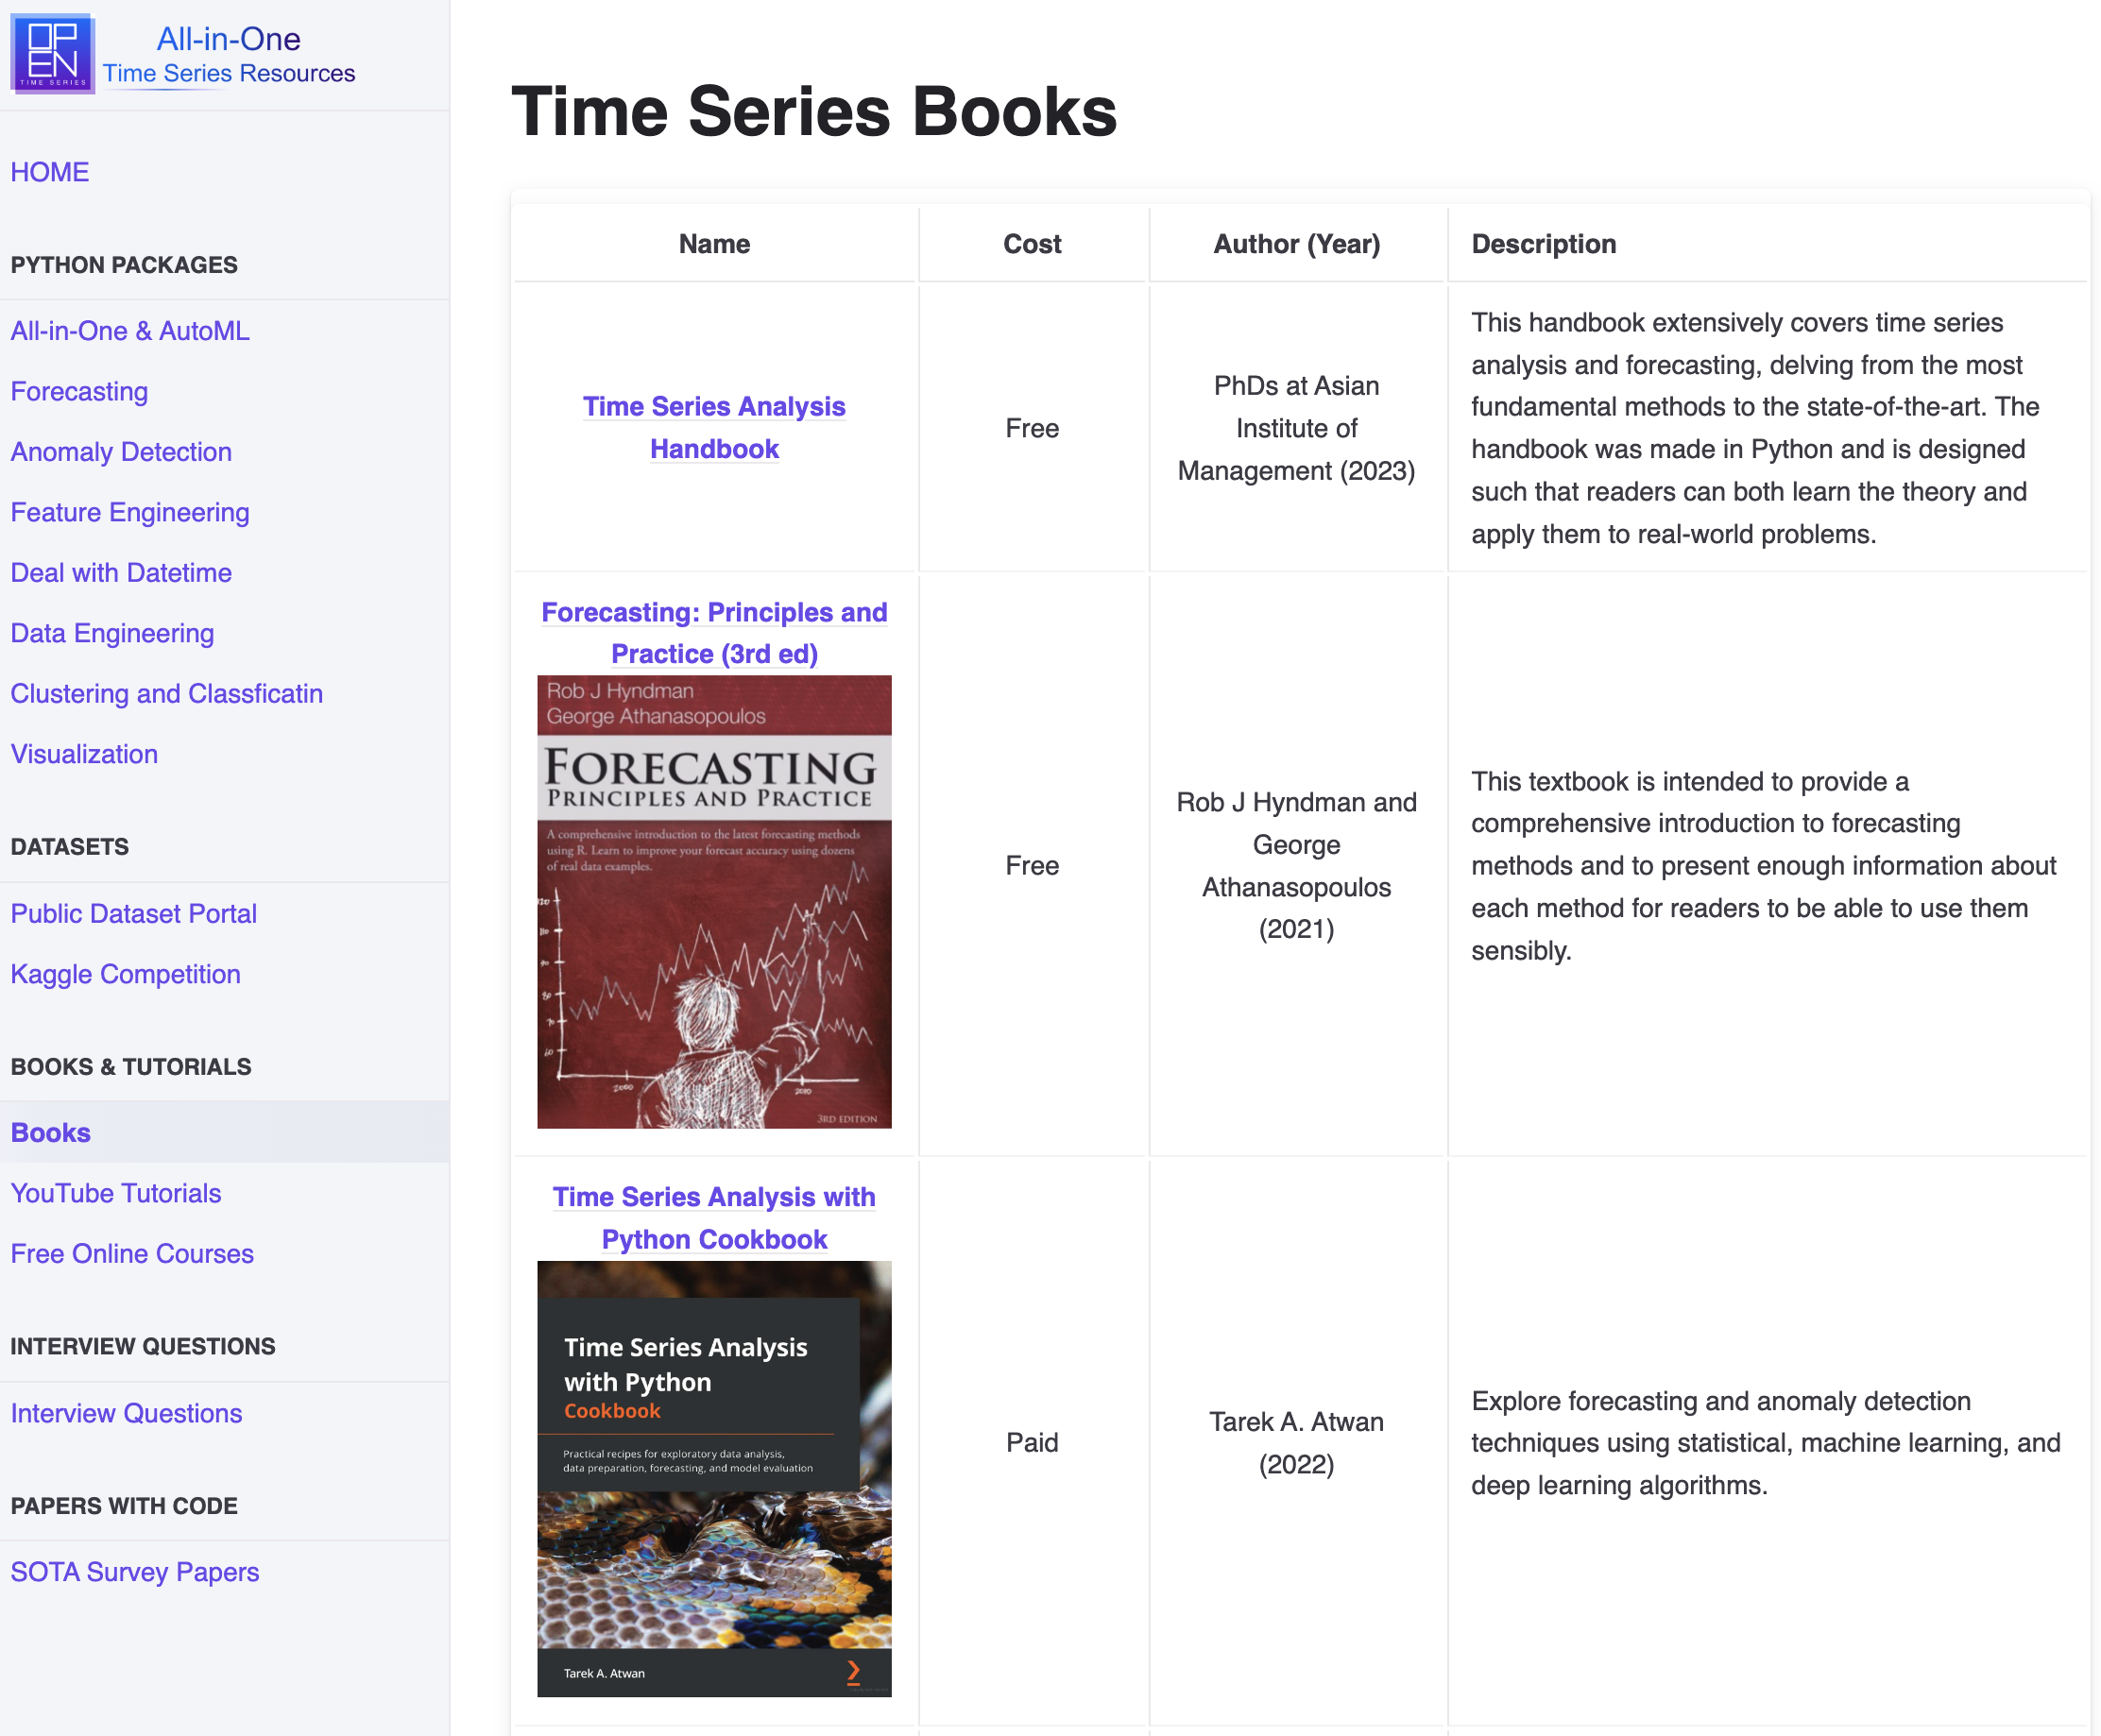 OPEN
TIME SERIES
All-in-One
Time Series Resources
HOME
PYTHON PACKAGES
All-in-One & AutoML
Forecasting
Anomaly Detection
Feature Engineering
Deal with Datetime
Data Engineering
Clustering and Classficatin
Visualization
DATASETS
Public Dataset Portal
Kaggle Competition
BOOKS & TUTORIALS
Books
YouTube Tutorials
Free Online Courses
INTERVIEW QUESTIONS
Interview Questions
PAPERS WITH CODE
SOTA Survey Papers
Time Series Books
Name
Cost
Author (Year)
Description
Time Series Analysis
Handbook
Free
PhDs at Asian
Institute of
Management (2023)
This handbook extensively covers time series
analysis and forecasting, delving from the most
fundamental methods to the state-of-the-art. The
handbook was made in Python and is designed
such that readers can both learn the theory and
apply them to real-world problems.
Forecasting: Principles and
Practice (3rd ed)
Rob J Hyndman
George Athanasopoulos
FORECASTING
PRINCIPLES AND PRACTICE
A comprehensive introduction to the latest forecasting methods
using R. Learn to improve your forecast accuracy using dozens
of real data examples.
120
110
90
80
70
60
2000
2010
3RD EDITION
Free
Rob J Hyndman and
George
Athanasopoulos
(2021)
This textbook is intended to provide a
comprehensive introduction to forecasting
methods and to present enough information about
each method for readers to be able to use them
sensibly.
Time Series Analysis with
Python Cookbook
Time Series Analysis
with Python
Cookbook
Practical recipes for exploratory data analysis,
data preparation, forecasting, and model evaluation
Tarek A. Atwan
Paid
Tarek A. Atwan
(2022)
Explore forecasting and anomaly detection
techniques using statistical, machine learning, and
deep learning algorithms.